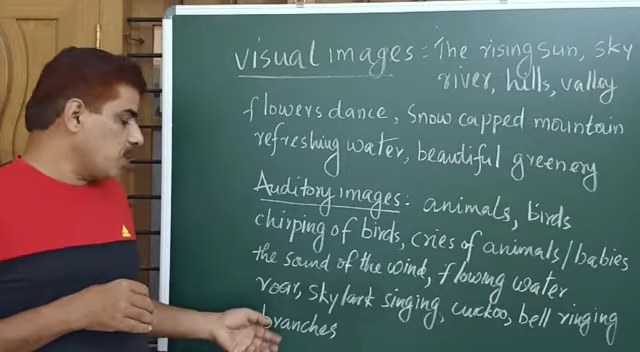 visual images : The rising sun, sky
river, hills, valley
flowers dance, snow capped mountain
refreshing water, beautiful greenery
Auditory images : animals, birds
chirping of birds, cries of animals/babies
the sound of the wind, flowing water
roar, skylark singing, cuckoo, bell ringing
branches